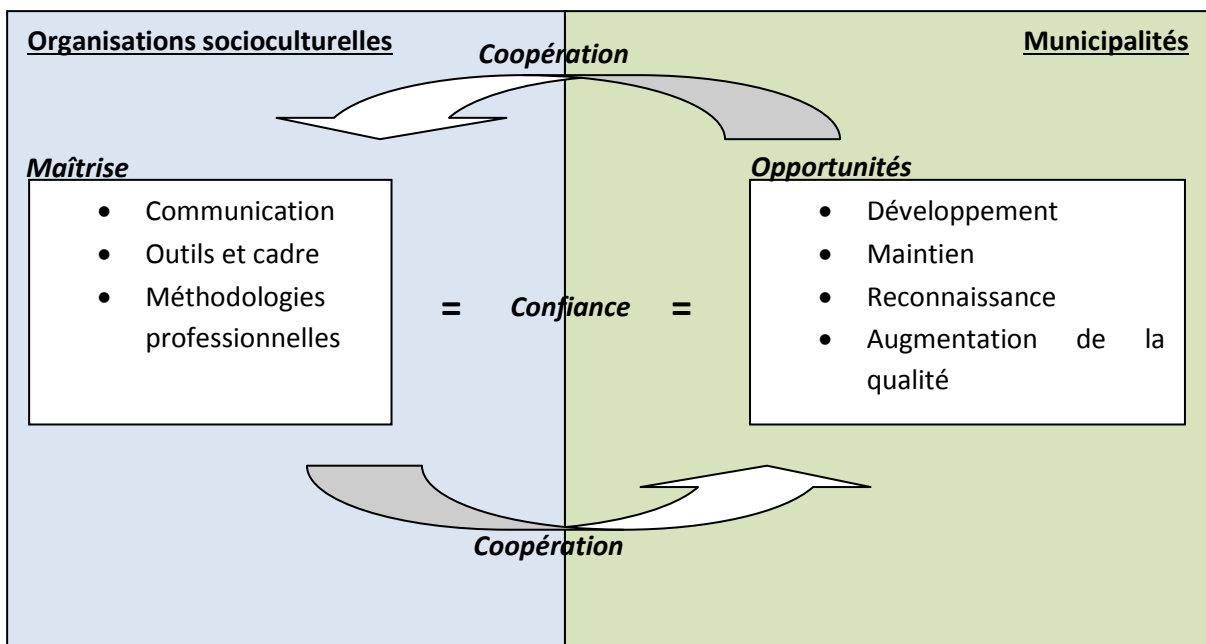 Organisations socioculturelles
Municipalités
Coopération
Maîtrise
• Communication
• Outils et cadre
• Méthodologies
professionnelles
= Confiance =
Opportunités
• Développement
• Maintien
• Reconnaissance
• Augmentation de la
qualité
Coopération